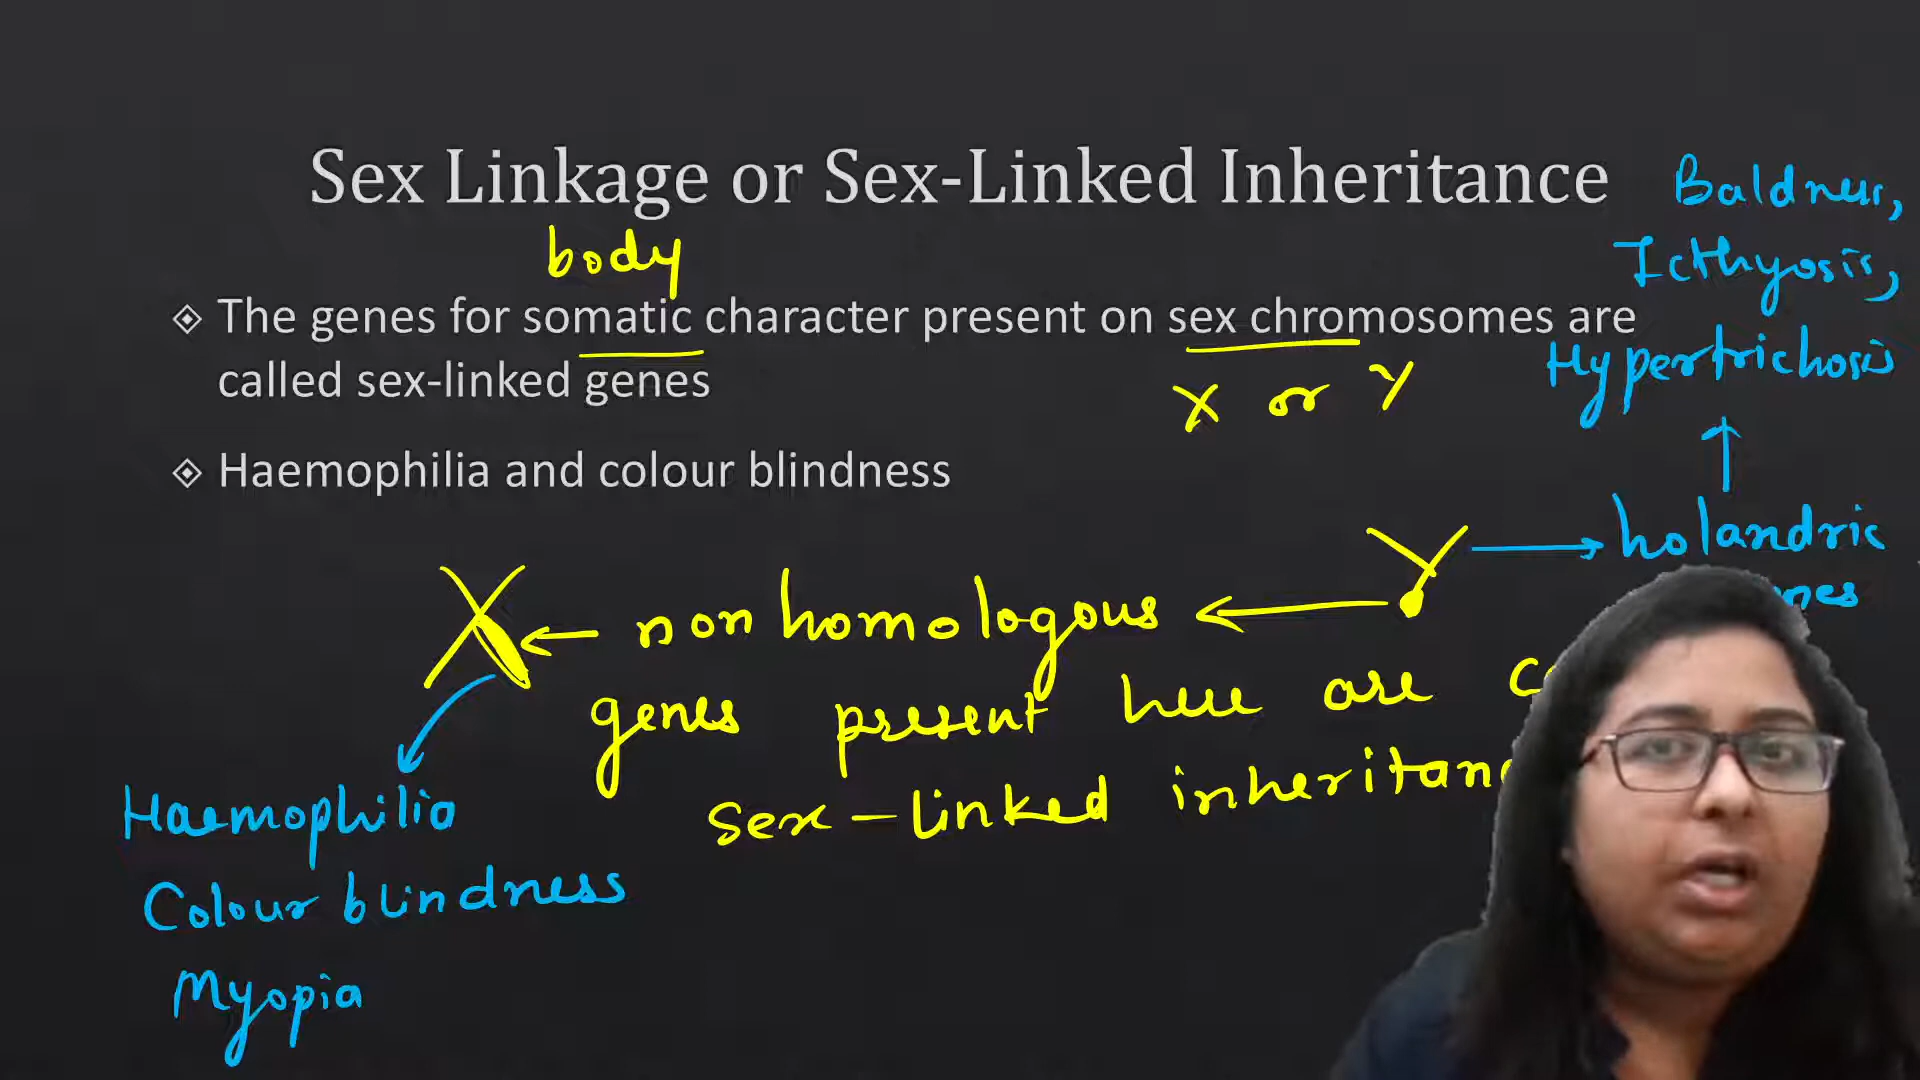 Sex Linkage or Sex-Linked Inheritance
Baldness,
body
Icthyosis,
The genes for somatic character present on sex chromosomes are
Hypertrichosis
called sex-linked genes
X or Y
Haemophilia and colour blindness
X
Y
holandric
nonhomologous
genes present here are
Sex-linked
Haemophilia
Colour blindness
Myopia